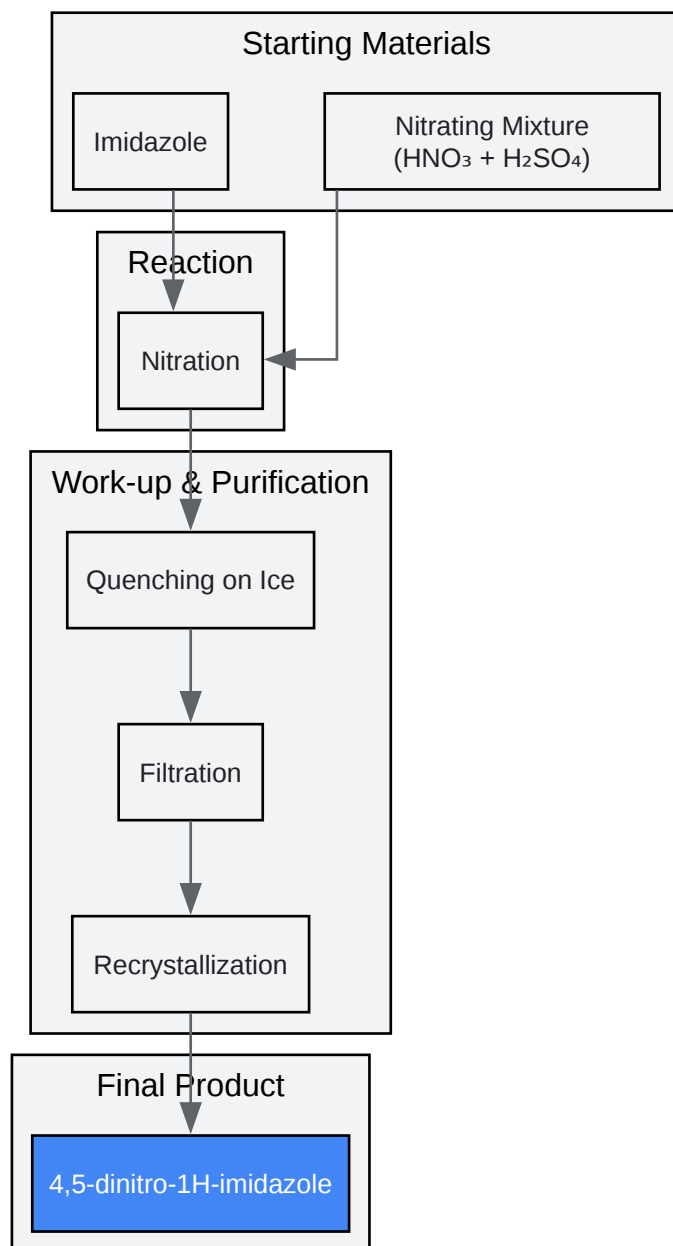 Starting Materials
Imidazole
Nitrating Mixture
(HNO₃ + H₂SO₄)
Reaction
Nitration
Work-up & Purification
Quenching on Ice
Filtration
Recrystallization
Final Product
4,5-dinitro-1H-imidazole